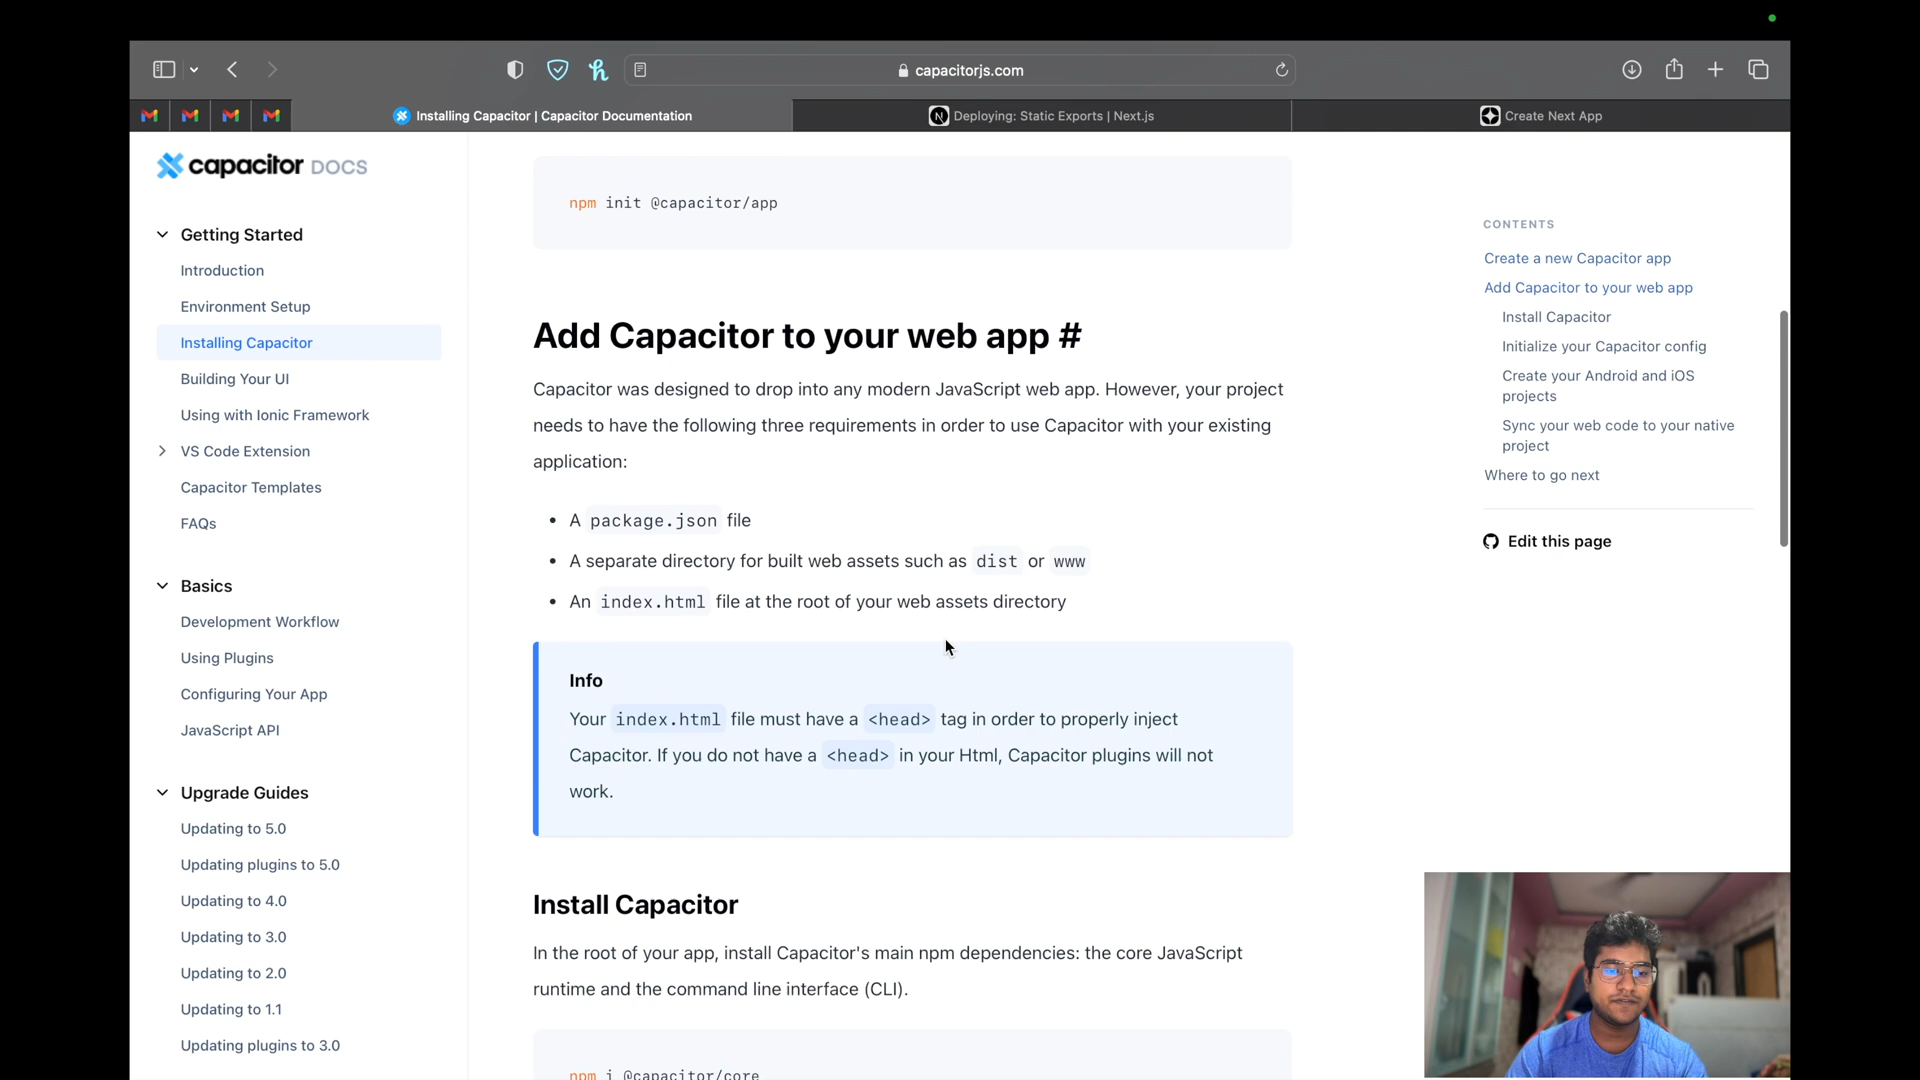 capacitorjs.com
Installing Capacitor | Capacitor Documentation
Deploying: Static Exports | Next.js
Create Next App
capacitor DOCS
Getting Started
Introduction
Environment Setup
Installing Capacitor
Building Your UI
Using with Ionic Framework
VS Code Extension
Capacitor Templates
FAQs
Basics
Development Workflow
Using Plugins
Configuring Your App
JavaScript API
Upgrade Guides
Updating to 5.0
Updating plugins to 5.0
Updating to 4.0
Updating to 3.0
Updating to 2.0
Updating to 1.1
Updating plugins to 3.0
npm init @capacitor/app
Add Capacitor to your web app #
Capacitor was designed to drop into any modern JavaScript web app. However, your project
needs to have the following three requirements in order to use Capacitor with your existing
application:
• A package.json file
• A separate directory for built web assets such as dist or www
• An index.html file at the root of your web assets directory
Info
Your index.html file must have a <head> tag in order to properly inject
Capacitor. If you do not have a <head> in your Html, Capacitor plugins will not
work.
Install Capacitor
In the root of your app, install Capacitor's main npm dependencies: the core JavaScript
runtime and the command line interface (CLI).
npm i @capacitor/core
CONTENTS
Create a new Capacitor app
Add Capacitor to your web app
Install Capacitor
Initialize your Capacitor config
Create your Android and iOS
projects
Sync your web code to your native
project
Where to go next
Edit this page